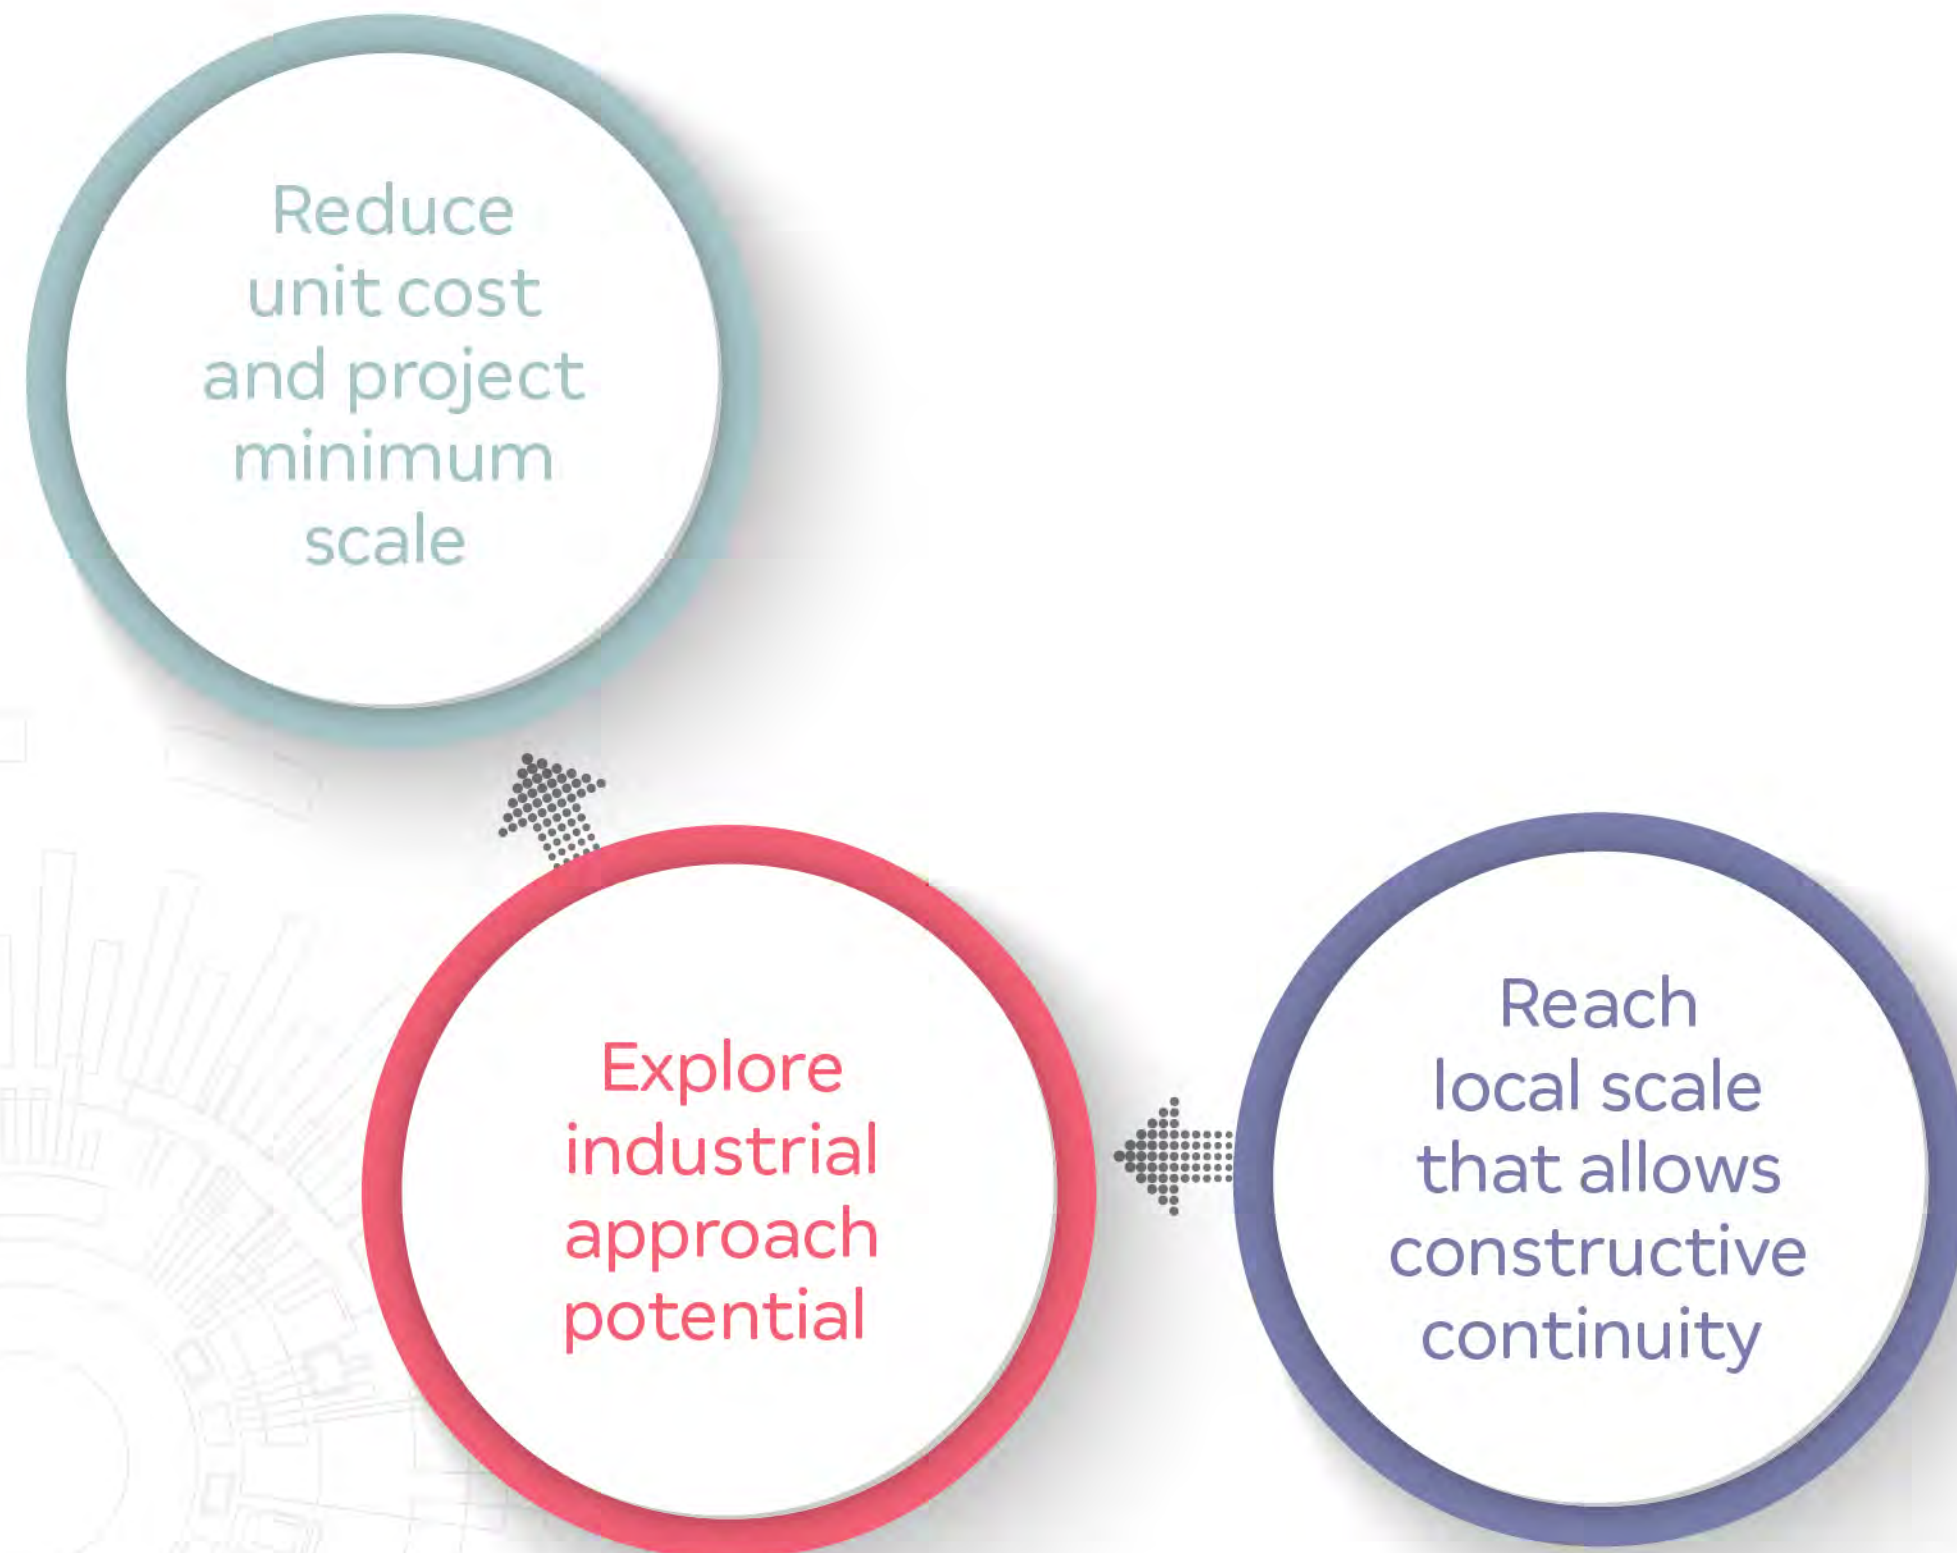 Reduce
unit cost
and project
minimum
scale
Explore
industrial
approach
potential
Reach
local scale
that allows
constructive
continuity